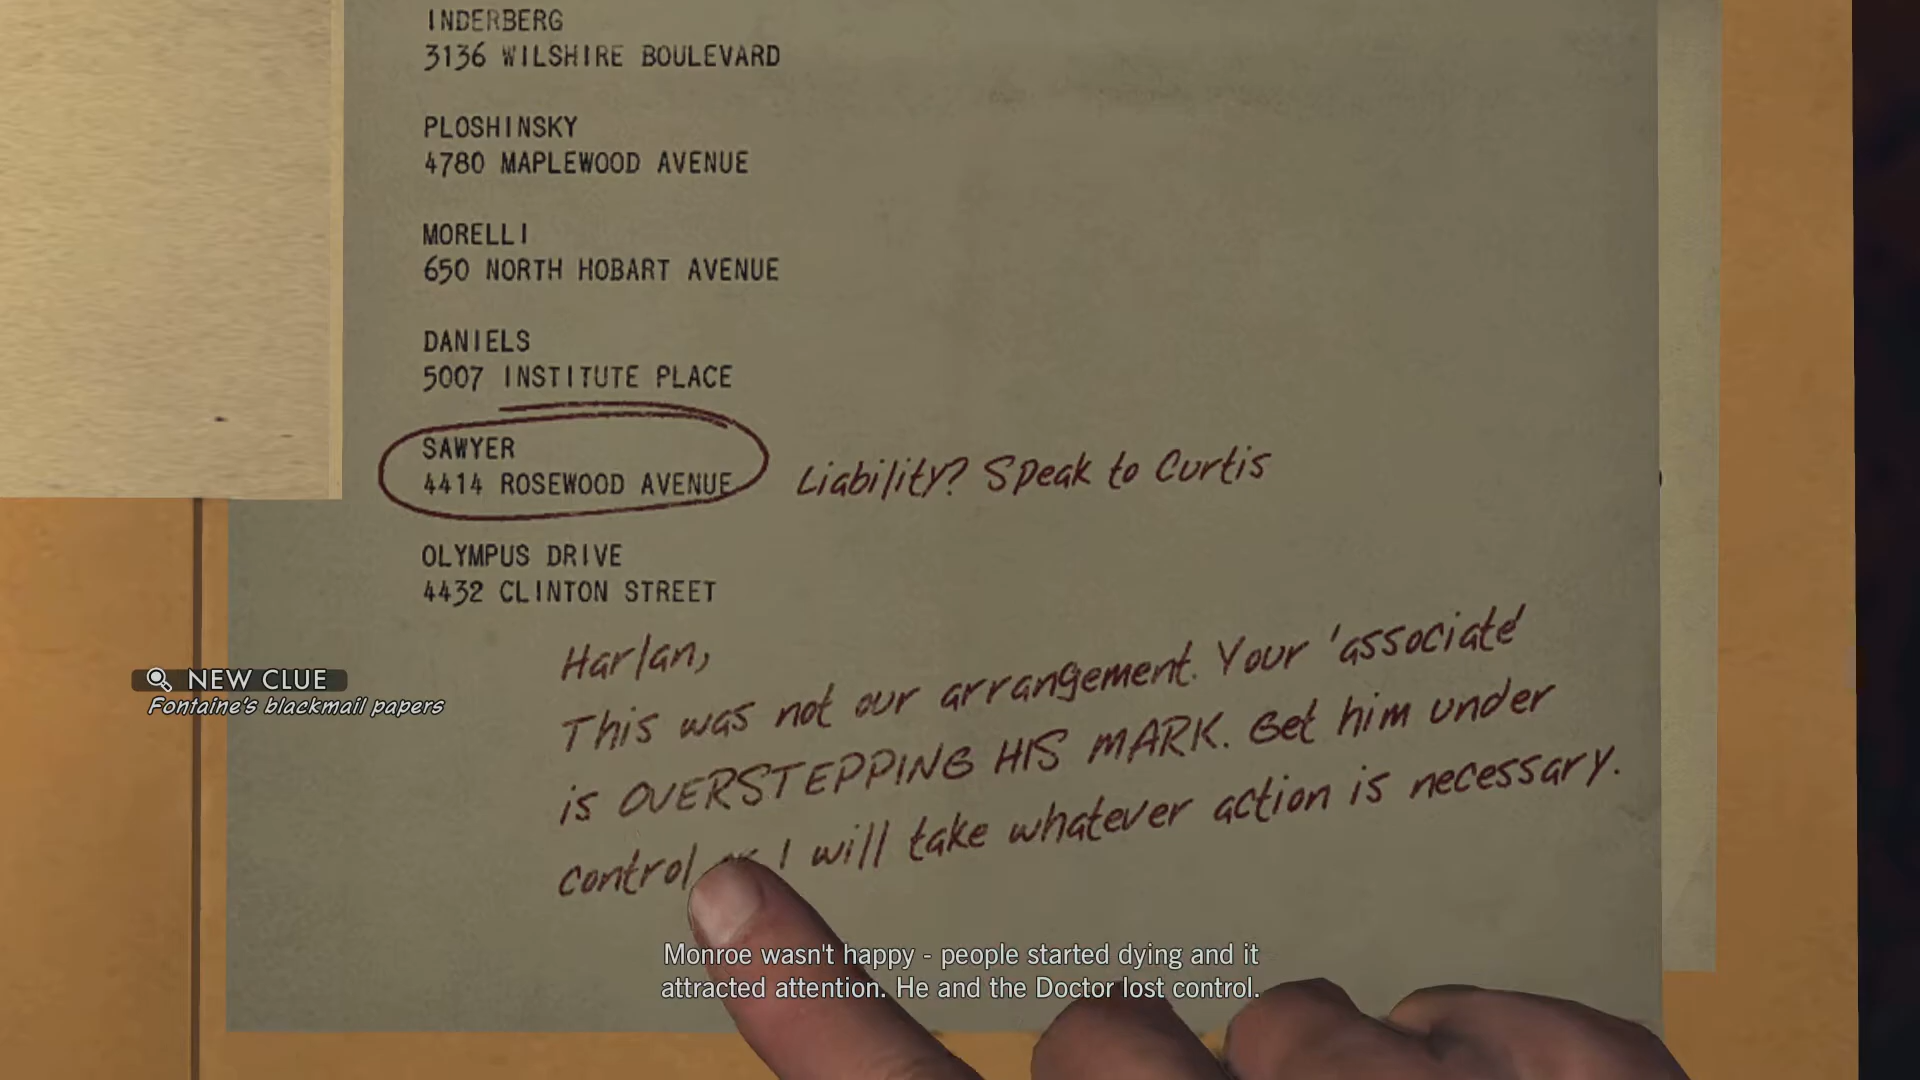 INDERBERG
3136 WILSHIRE BOULEVARD
PLOSHINSKY
4780 MAPLEWOOD AVENUE
MORELLI
650 NORTH HOBART AVENUE
DANIELS
5007 INSTITUTE PLACE
SAWYER
4414 ROSEWOOD AVENUE
Liability? Speak to Curtis
OLYMPUS DRIVE
4432 CLINTON STREET
Harlan,
This was not our arrangement. Your 'associate'
is OVERSTEPPING HIS MARK. Get him under
control I will take whatever action is necessary.
NEW CLUE
Fontaine's blackmail papers
Monroe wasn't happy - people started dying and it
attracted attention. He and the Doctor lost control.